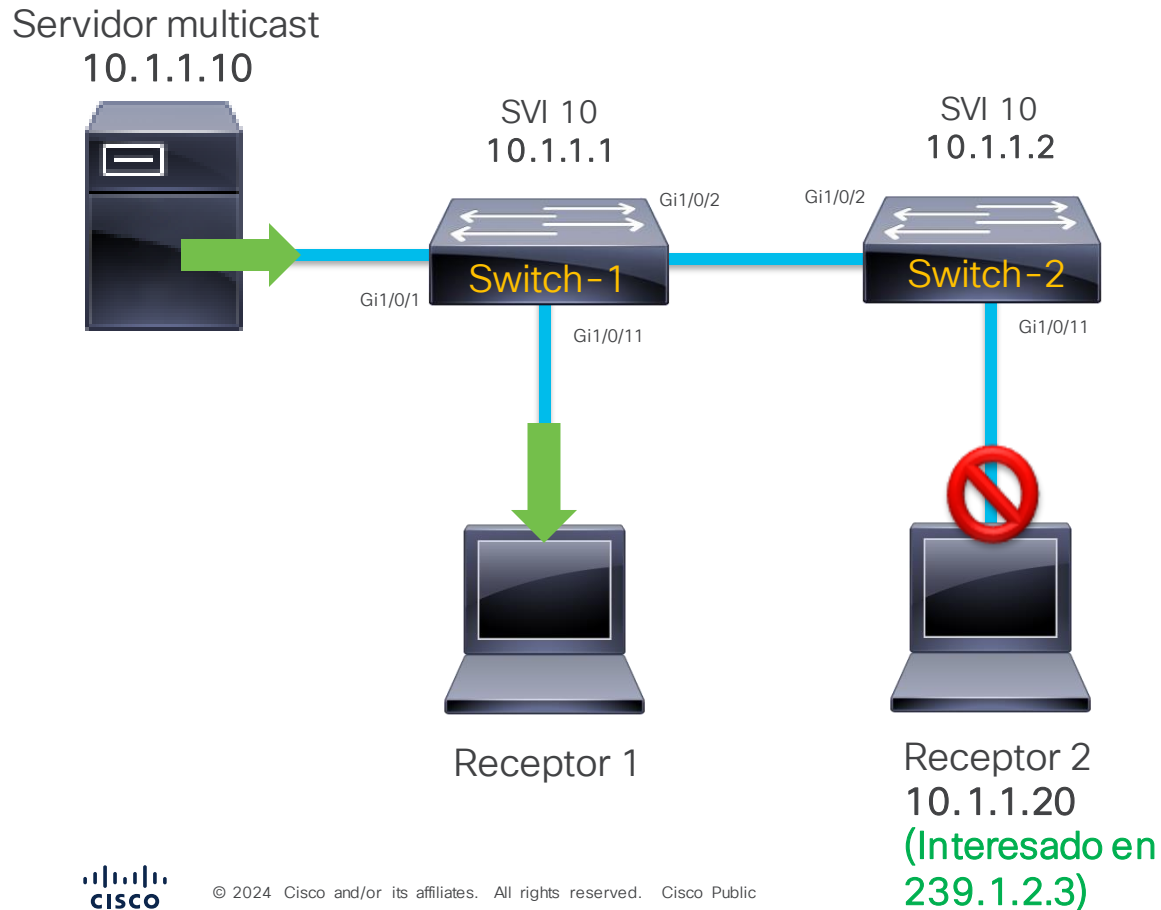 Servidor multicast
10.1.1.10
SVI 10
10.1.1.1
SVI 10
10.1.1.2
Gi1/0/2
Gi1/0/2
Switch-1
Switch-2
Gi1/0/1
Gi1/0/11
Gi1/0/11
Receptor 1
Receptor 2
10.1.1.20
(Interesado en
239.1.2.3)
CISCO
© 2024 Cisco and/or its affiliates. All rights reserved. Cisco Public